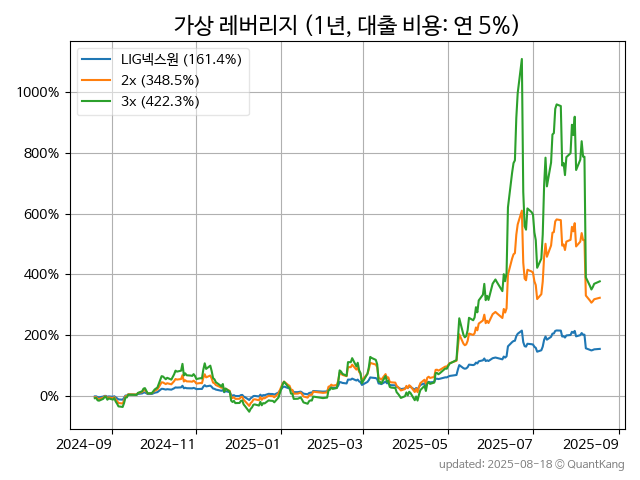 가상 레버리지 (1년, 대출 비용: 연 5%)
LIG넥스원 (161.4%)
2x (348.5%)
3x (422.3%)
1000%
800%
600%
400%
200%
0%
2024-09 2024-11 2025-01 2025-03 2025-05 2025-07 2025-09
updated: 2025-08-18 © QuantKang